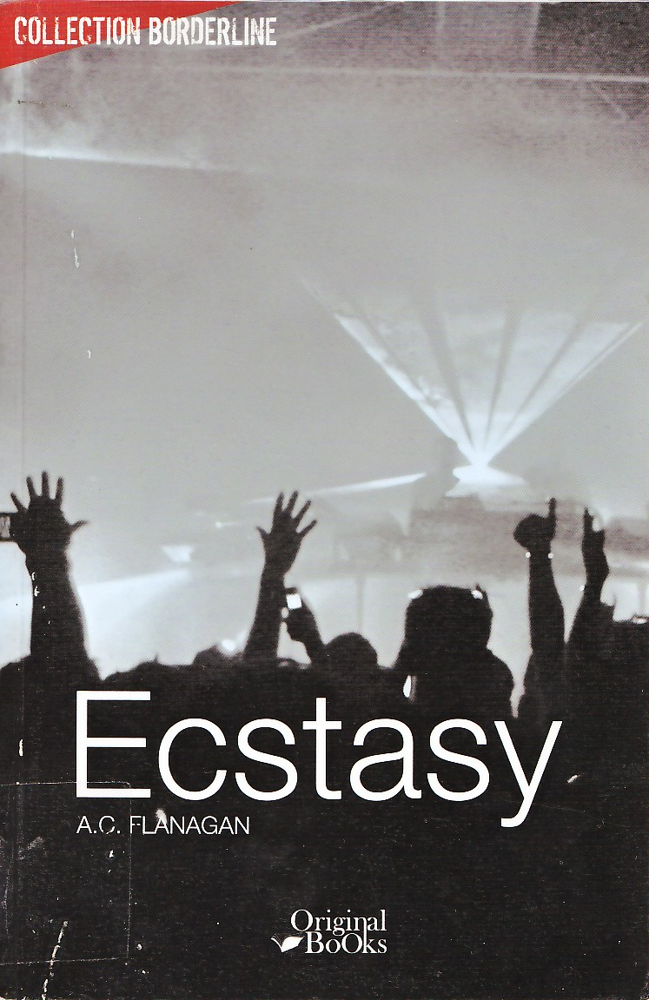 COLLECTION BORDERLINE
Ecstasy
A.C. FLANAGAN
Original
BoOks